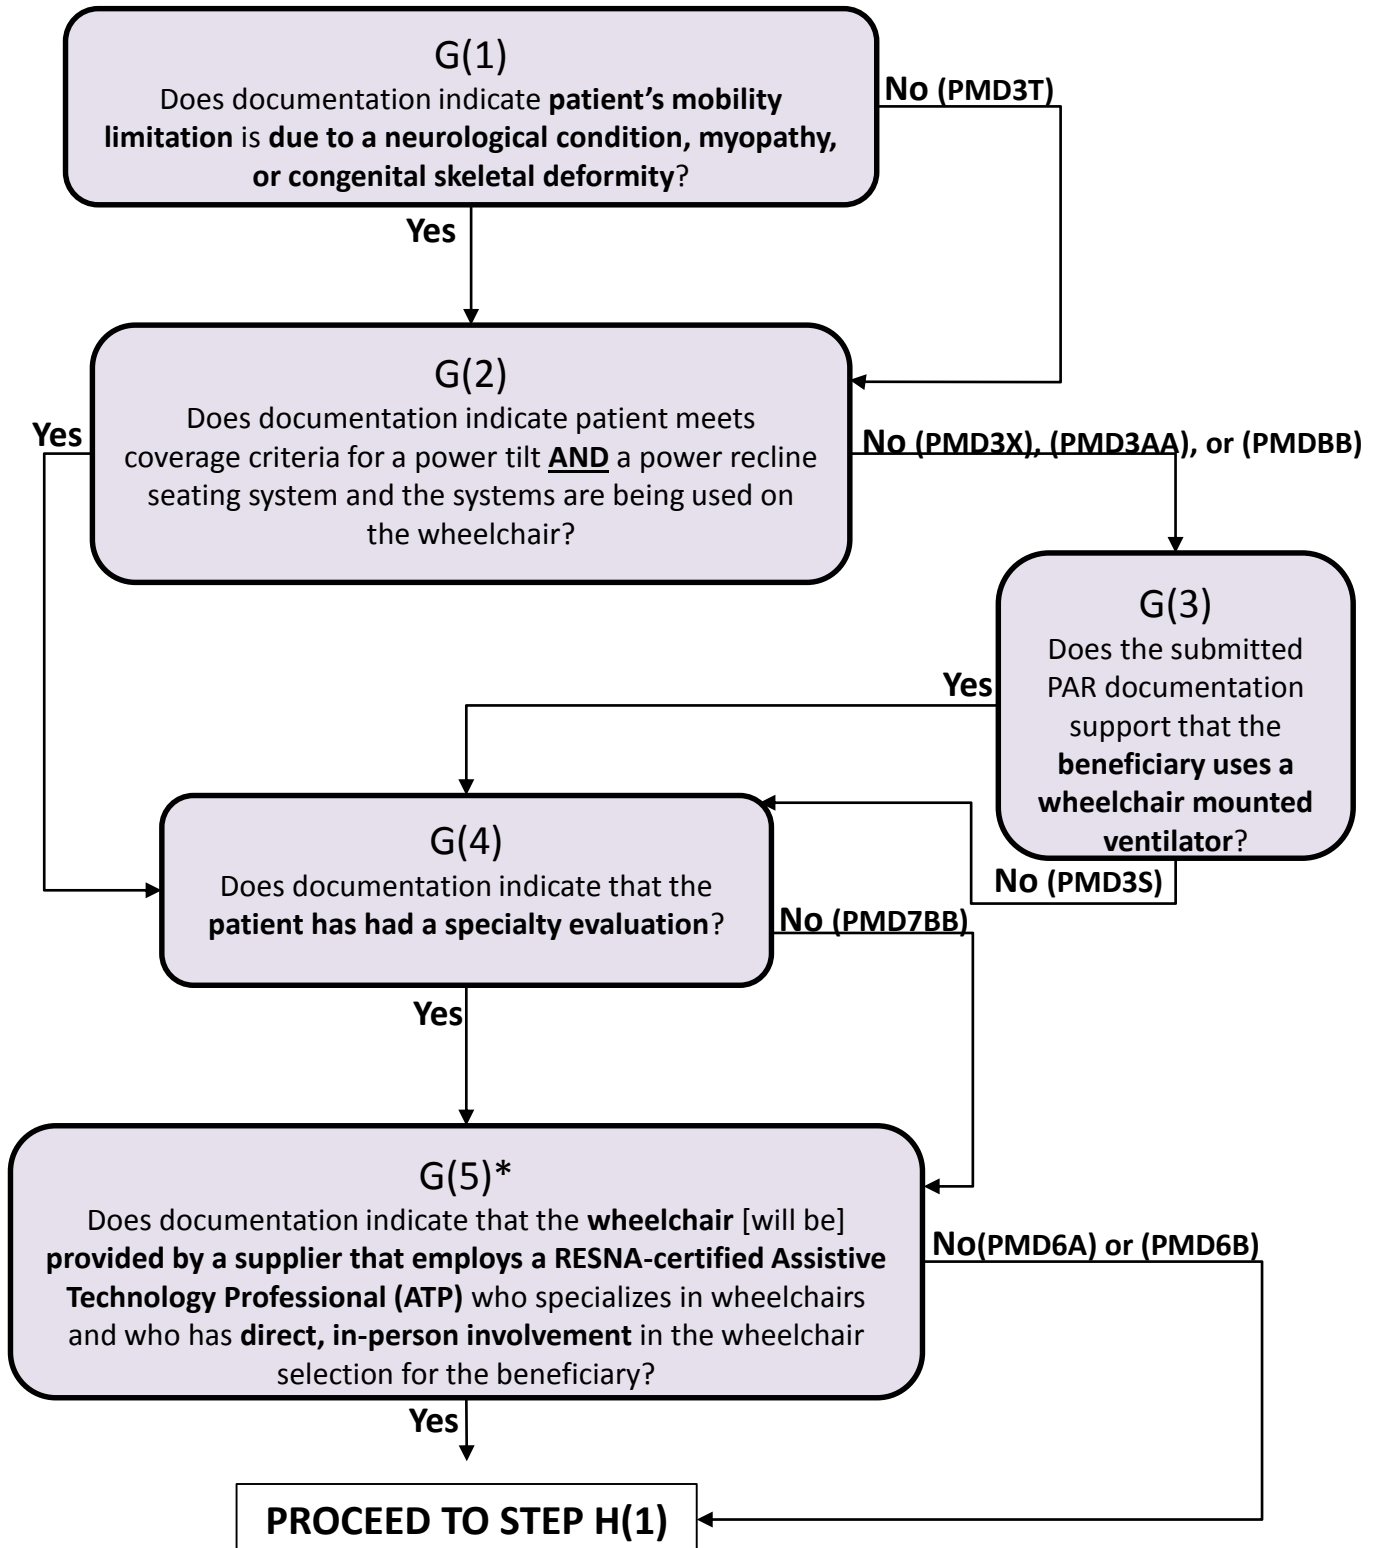 G(1)
Does documentation indicate patient's mobility
limitation is due to a neurological condition, myopathy,
or congenital skeletal deformity?
No (PMD3T)
Yes
G(2)
Does documentation indicate patient meets
coverage criteria for a power tilt AND a power recline
seating system and the systems are being used on
the wheelchair?
Yes
No (PMD3X), (PMD3AA), or (PMDBB)
G(3)
Does the submitted
PAR documentation
support that the
beneficiary uses a
wheelchair mounted
ventilator?
Yes
No (PMD3S)
G(4)
Does documentation indicate that the
patient has had a specialty evaluation?
No (PMD7BB)
Yes
G(5)*
Does documentation indicate that the wheelchair [will be]
provided by a supplier that employs a RESNA-certified Assistive
Technology Professional (ATP) who specializes in wheelchairs
and who has direct, in-person involvement in the wheelchair
selection for the beneficiary?
No(PMD6A) or (PMD6B)
Yes
PROCEED TO STEP H(1)